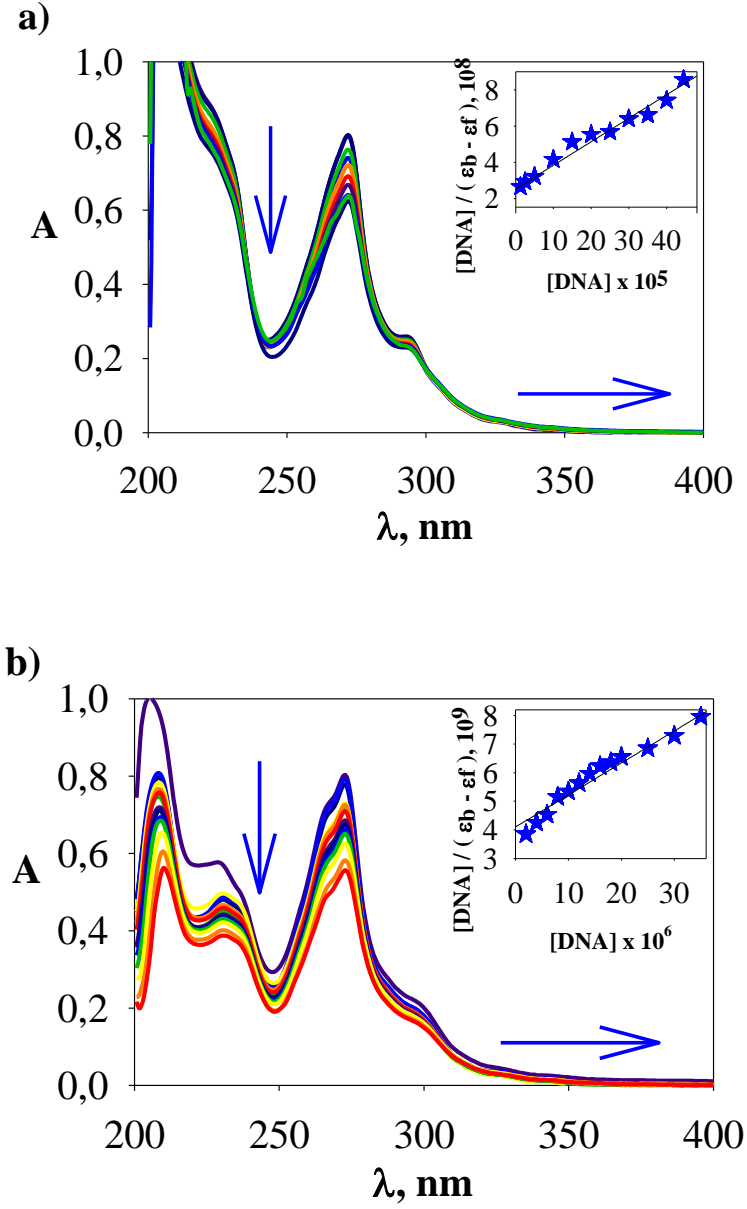 a)
1,0
0,8
0,6
0,4
0,2
0,0
A
200 250 300 350 400
λ, nm
[DNA] / ( εb - εf ), 10⁸
8
6
4
2
0 10 20 30 40
[DNA] x 10⁵
b)
1,0
0,8
0,6
0,4
0,2
0,0
A
200 250 300 350 400
λ, nm
[DNA] / ( εb - εf ), 10⁹
8
7
6
5
4
3
0 10 20 30
[DNA] x 10⁶